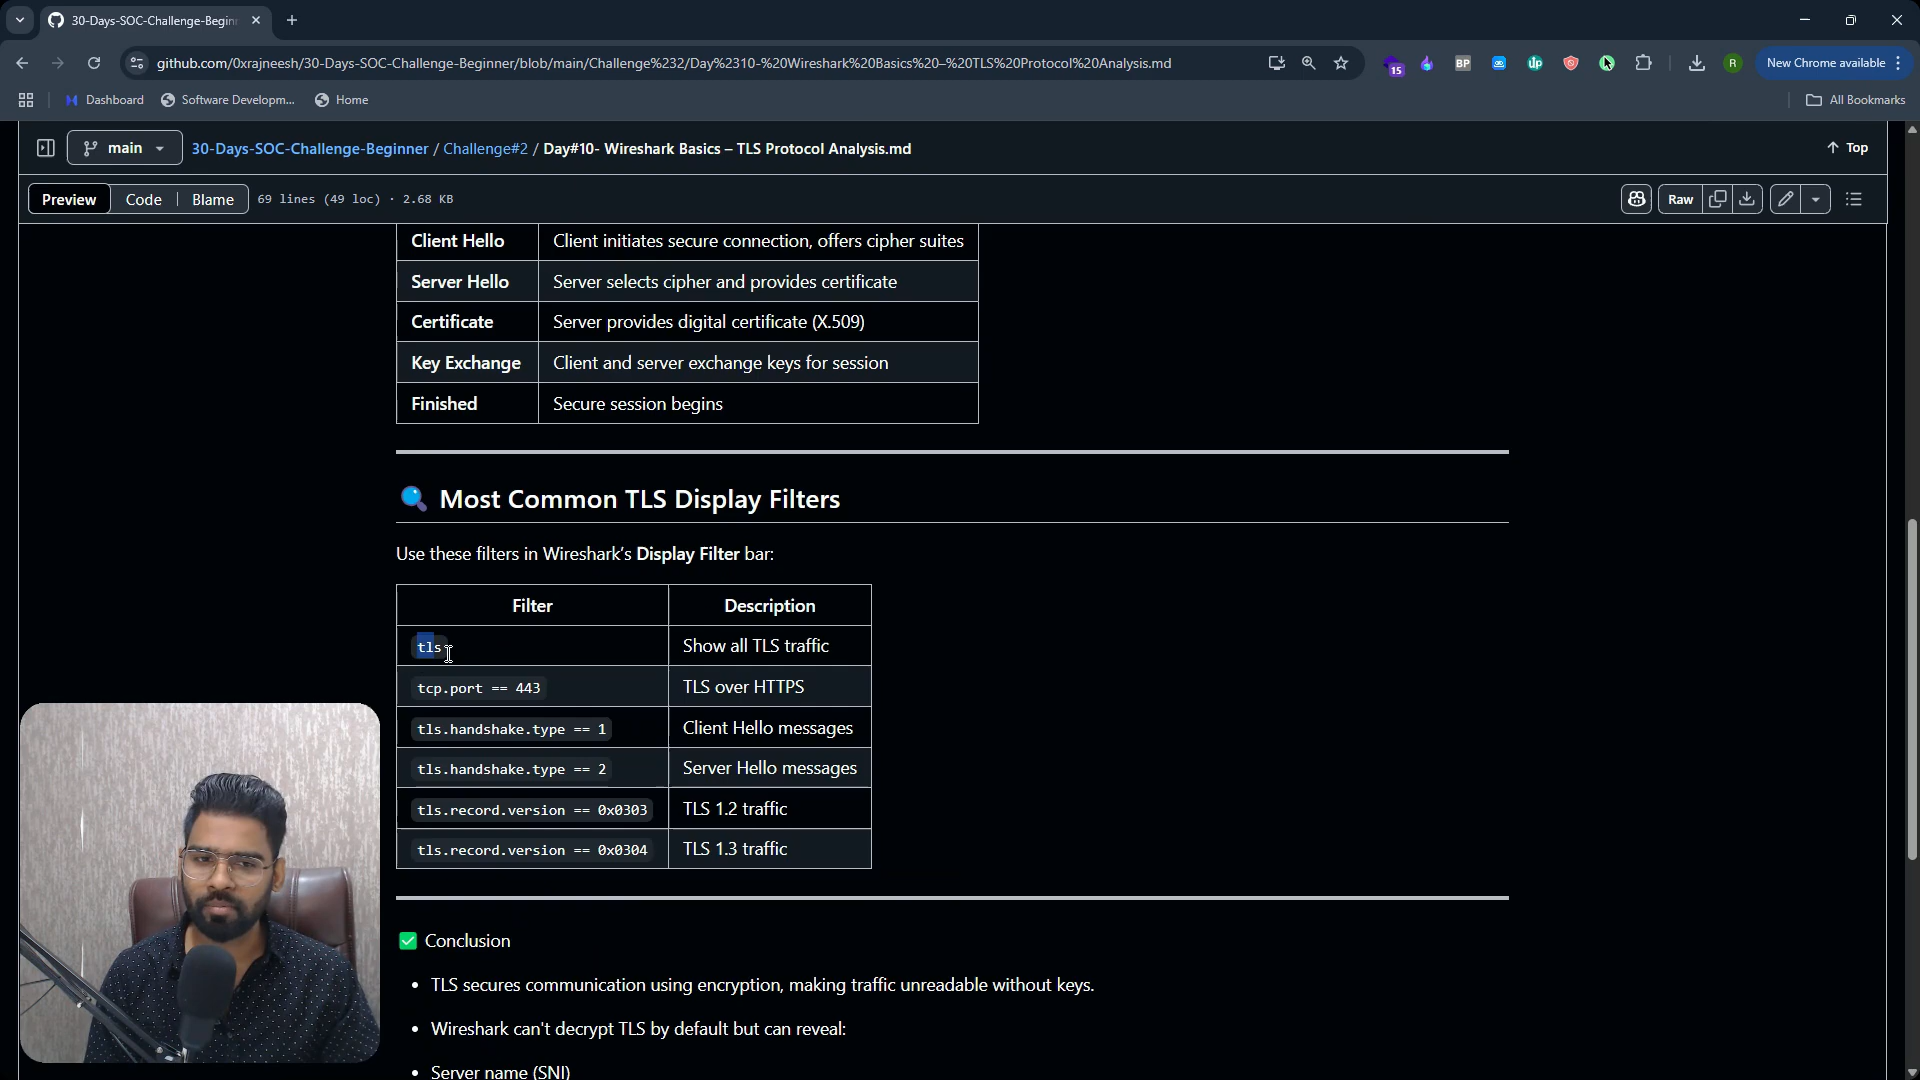 30-Days-SOC-Challenge-Begin
github.com/0xrajneesh/30-Days-SOC-Challenge-Beginner/blob/main/Challenge%232/Day%2310-%20Wireshark%20Basics%20-%20TLS%20Protocol%20Analysis.md
15
BP
dp
R
New Chrome available
Dashboard
Software Developm...
Home
All Bookmarks
main
30-Days-SOC-Challenge-Beginner / Challenge#2 / Day#10- Wireshark Basics – TLS Protocol Analysis.md
Top
Preview
Code
Blame
69 lines (49 loc) · 2.68 KB
Raw
Client Hello Client initiates secure connection, offers cipher suites
Server Hello Server selects cipher and provides certificate
Certificate Server provides digital certificate (X.509)
Key Exchange Client and server exchange keys for session
Finished Secure session begins
Most Common TLS Display Filters
Use these filters in Wireshark’s Display Filter bar:
Filter Description
tls Show all TLS traffic
tcp.port == 443 TLS over HTTPS
tls.handshake.type == 1 Client Hello messages
tls.handshake.type == 2 Server Hello messages
tls.record.version == 0x0303 TLS 1.2 traffic
tls.record.version == 0x0304 TLS 1.3 traffic
Conclusion
• TLS secures communication using encryption, making traffic unreadable without keys.
• Wireshark can't decrypt TLS by default but can reveal:
• Server name (SNI)